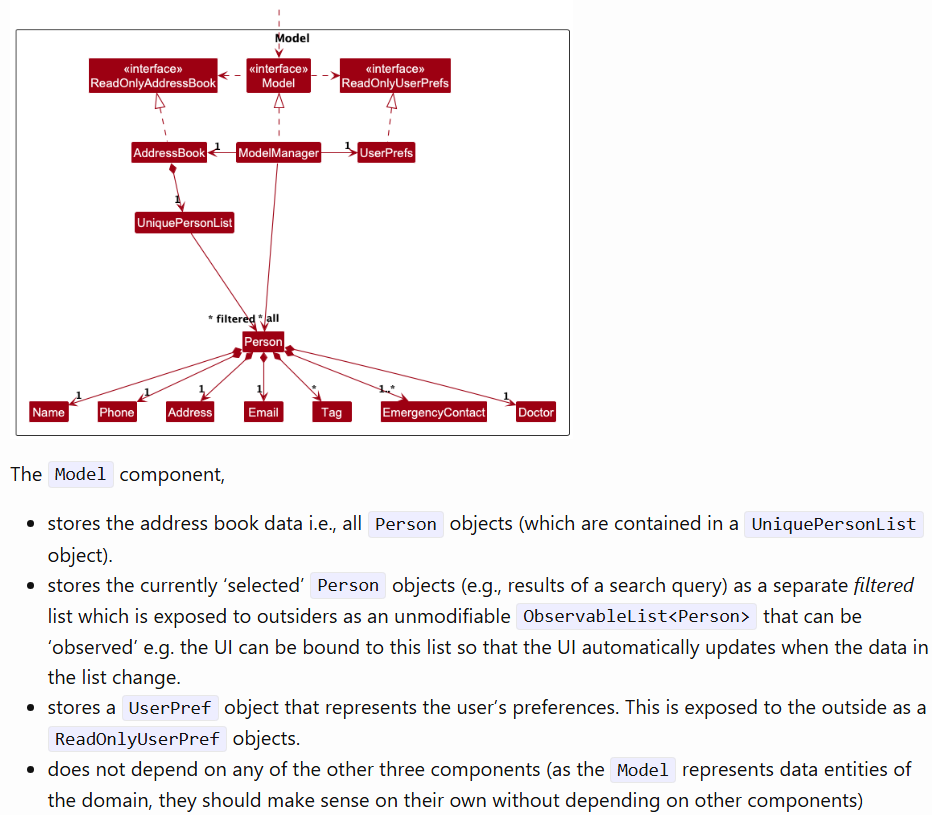 Model
«interface»
ReadOnlyAddressBook
«interface»
Model
«interface»
ReadOnlyUserPrefs
AddressBook
1
ModelManager
1
UserPrefs
1
UniquePersonList
* filtered * all
Person
1
1
1
1
*
1..*
1
Name
Phone
Address
Email
Tag
EmergencyContact
Doctor
The Model component,
• stores the address book data i.e., all Person objects (which are contained in a UniquePersonList
object).
• stores the currently ‘selected’ Person objects (e.g., results of a search query) as a separate filtered
list which is exposed to outsiders as an unmodifiable ObservableList<Person> that can be
‘observed’ e.g. the UI can be bound to this list so that the UI automatically updates when the data in
the list change.
• stores a UserPref object that represents the user’s preferences. This is exposed to the outside as a
ReadOnlyUserPref objects.
• does not depend on any of the other three components (as the Model represents data entities of
the domain, they should make sense on their own without depending on other components)